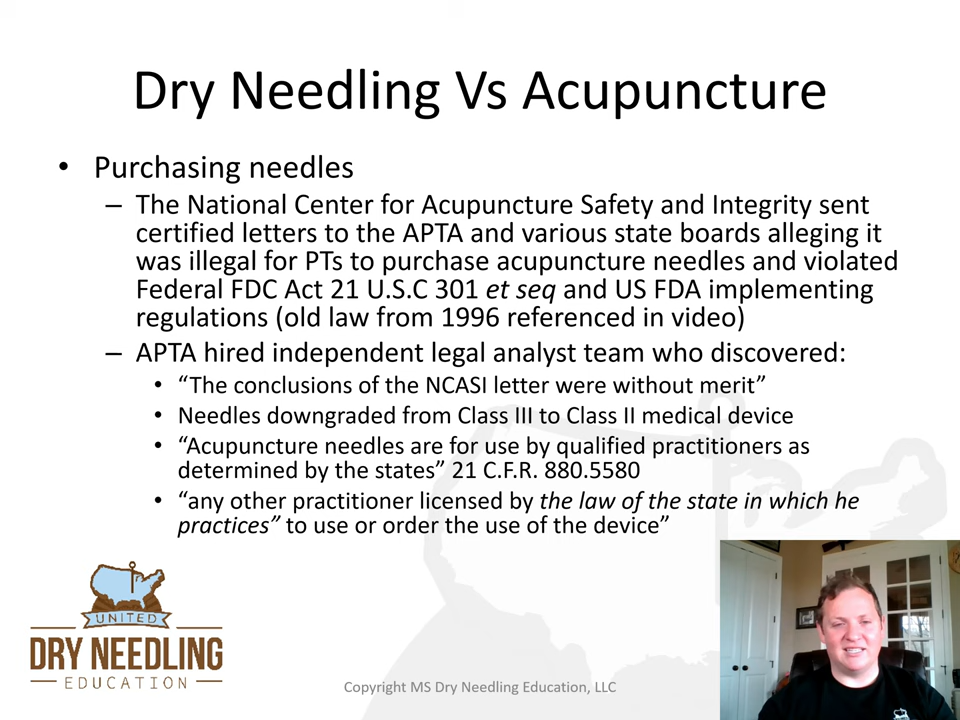 Dry Needling Vs Acupuncture
• Purchasing needles
– The National Center for Acupuncture Safety and Integrity sent
certified letters to the APTA and various state boards alleging it
was illegal for PTs to purchase acupuncture needles and violated
Federal FDC Act 21 U.S.C 301 et seq and US FDA implementing
regulations (old law from 1996 referenced in video)
– APTA hired independent legal analyst team who discovered:
• “The conclusions of the NCASI letter were without merit”
• Needles downgraded from Class III to Class II medical device
• “Acupuncture needles are for use by qualified practitioners as
determined by the states” 21 C.F.R. 880.5580
• “any other practitioner licensed by the law of the state in which he
practices” to use or order the use of the device”
UNITED
DRY NEEDLING
EDUCATION
Copyright MS Dry Needling Education, LLC